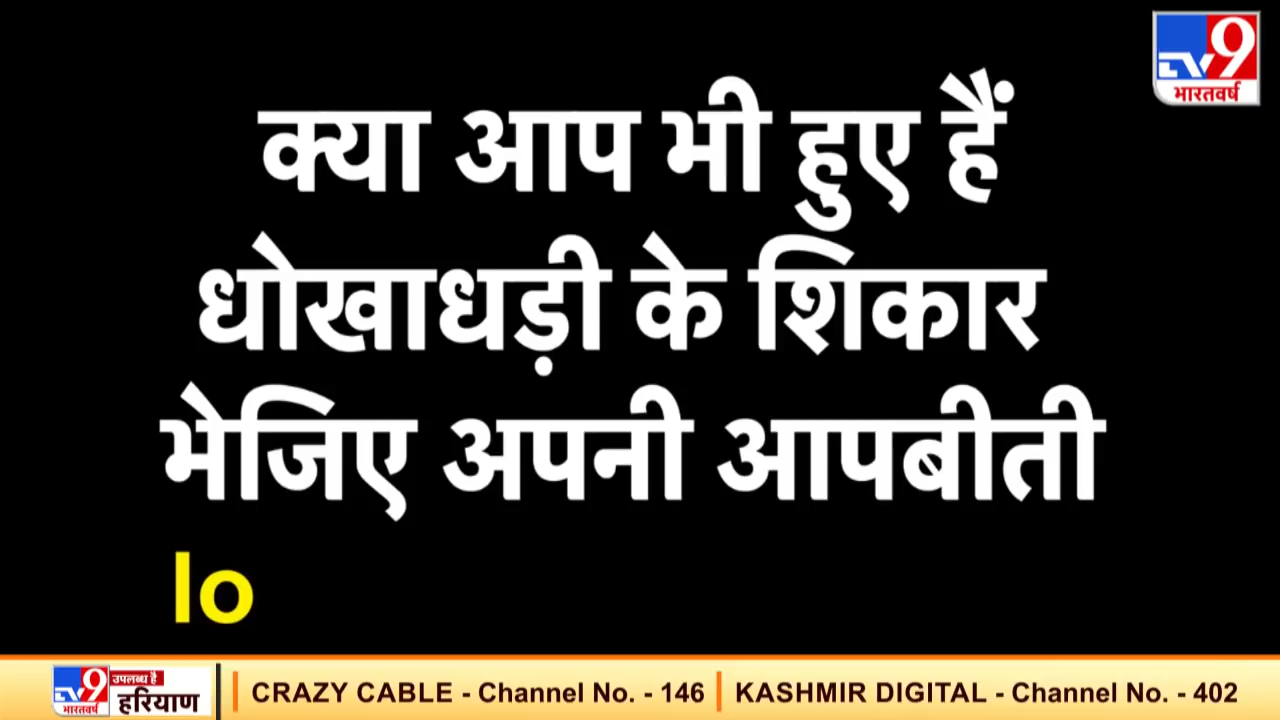 TV9
भारतवर्ष
क्या आप भी हुए हैं
धोखाधड़ी के शिकार
भेजिए अपनी आपबीती
lo
TV9 भारतवर्ष
उपलब्ध है
हरियाणा
CRAZY CABLE - Channel No. - 146
KASHMIR DIGITAL - Channel No. - 402